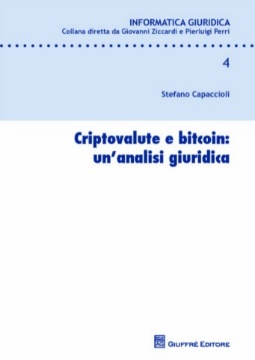 INFORMATICA GIURIDICA
Collana diretta da Giovanni Ziccardi e Pierluigi Perri
4
Stefano Capaccioli
Criptovalute e bitcoin:
un'analisi giuridica
GIUFFRÈ EDITORE